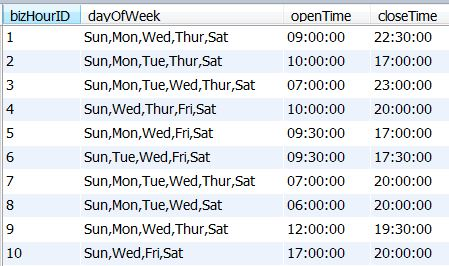 bizHourID dayOfWeek openTime closeTime
1 Sun,Mon,Wed,Thur,Sat 09:00:00 22:30:00
2 Sun,Mon,Tue,Thur,Sat 10:00:00 17:00:00
3 Sun,Mon,Tue,Wed,Thur,Sat 07:00:00 23:00:00
4 Sun,Wed,Thur,Fri,Sat 10:00:00 20:00:00
5 Sun,Mon,Wed,Fri,Sat 09:30:00 17:00:00
6 Sun,Tue,Wed,Fri,Sat 09:30:00 17:30:00
7 Sun,Mon,Tue,Wed,Thur,Sat 07:00:00 20:00:00
8 Sun,Mon,Tue,Wed,Sat 06:00:00 20:00:00
9 Sun,Mon,Wed,Thur,Sat 12:00:00 19:30:00
10 Sun,Wed,Fri,Sat 17:00:00 20:00:00